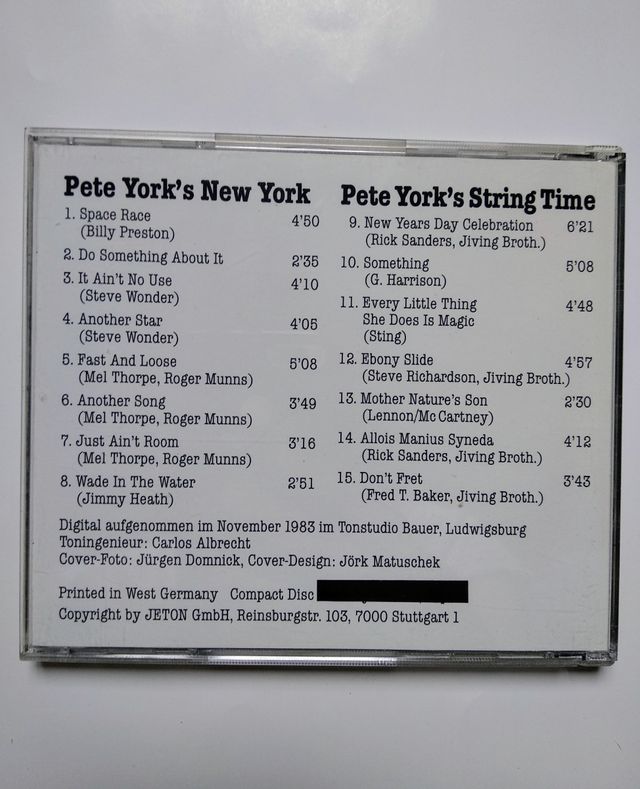 Pete York's New York
1. Space Race 4'50
(Billy Preston)
2. Do Something About It 2'35
3. It Ain't No Use 4'10
(Steve Wonder)
4. Another Star 4'05
(Steve Wonder)
5. Fast And Loose 5'08
(Mel Thorpe, Roger Munns)
6. Another Song 3'49
(Mel Thorpe, Roger Munns)
7. Just Ain't Room 3'16
(Mel Thorpe, Roger Munns)
8. Wade In The Water 2'51
(Jimmy Heath)
Pete York's String Time
9. New Years Day Celebration 6'21
(Rick Sanders, Jiving Broth.)
10. Something 5'08
(G. Harrison)
11. Every Little Thing 4'48
She Does Is Magic
(Sting)
12. Ebony Slide 4'57
(Steve Richardson, Jiving Broth.)
13. Mother Nature's Son 2'30
(Lennon/Mc Cartney)
14. Allois Manius Syneda 4'12
(Rick Sanders, Jiving Broth.)
15. Don't Fret 3'43
(Fred T. Baker, Jiving Broth.)
Digital aufgenommen im November 1983 im Tonstudio Bauer, Ludwigsburg
Toningenieur: Carlos Albrecht
Cover-Foto: Jürgen Domnick, Cover-Design: Jörk Matuschek
Printed in West Germany Compact Disc
Copyright by JETON GmbH, Reinsburgstr. 103, 7000 Stuttgart 1